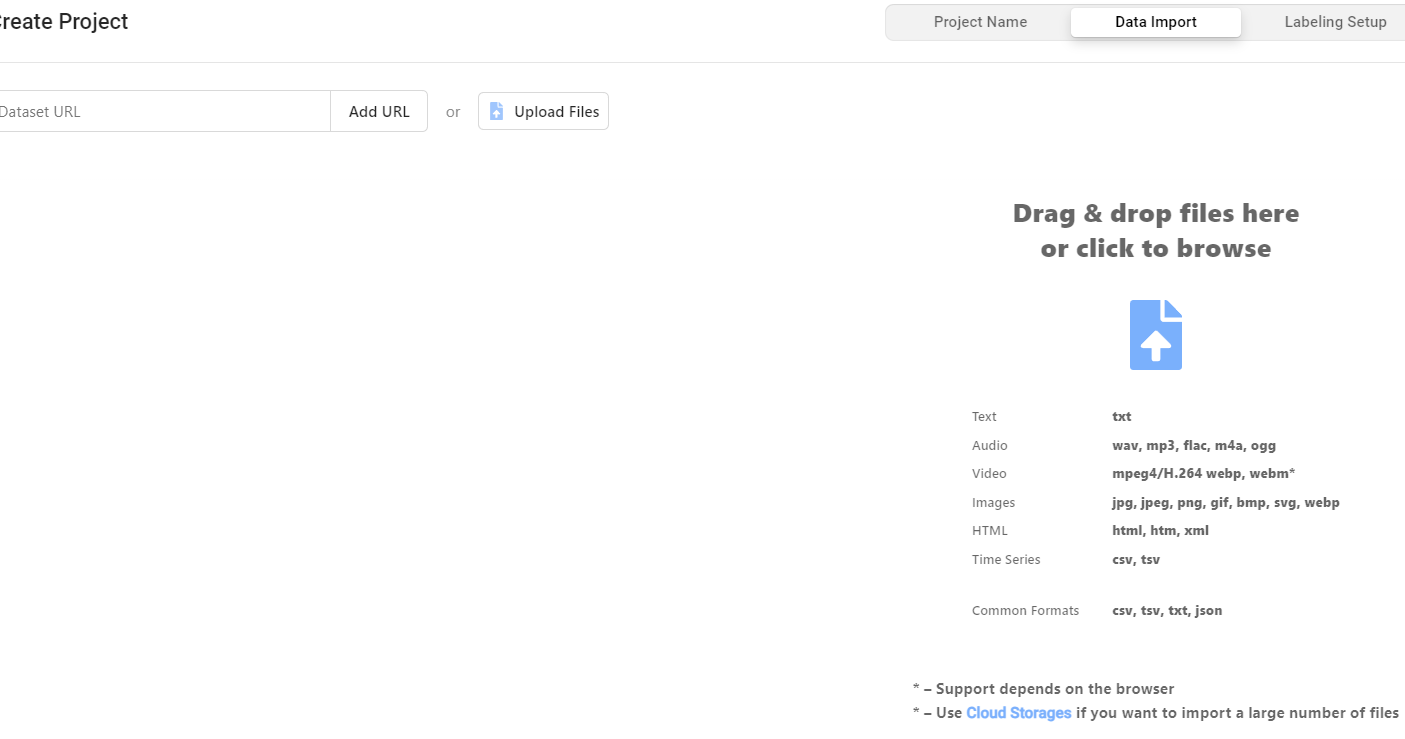 Create Project
Project Name
Data Import
Labeling Setup
Dataset URL
Add URL
or
Upload Files
Drag & drop files here
or click to browse
Text txt
Audio wav, mp3, flac, m4a, ogg
Video mpeg4/H.264 webp, webm*
Images jpg, jpeg, png, gif, bmp, svg, webp
HTML html, htm, xml
Time Series csv, tsv
Common Formats csv, tsv, txt, json
* – Support depends on the browser
* – Use Cloud Storages if you want to import a large number of files